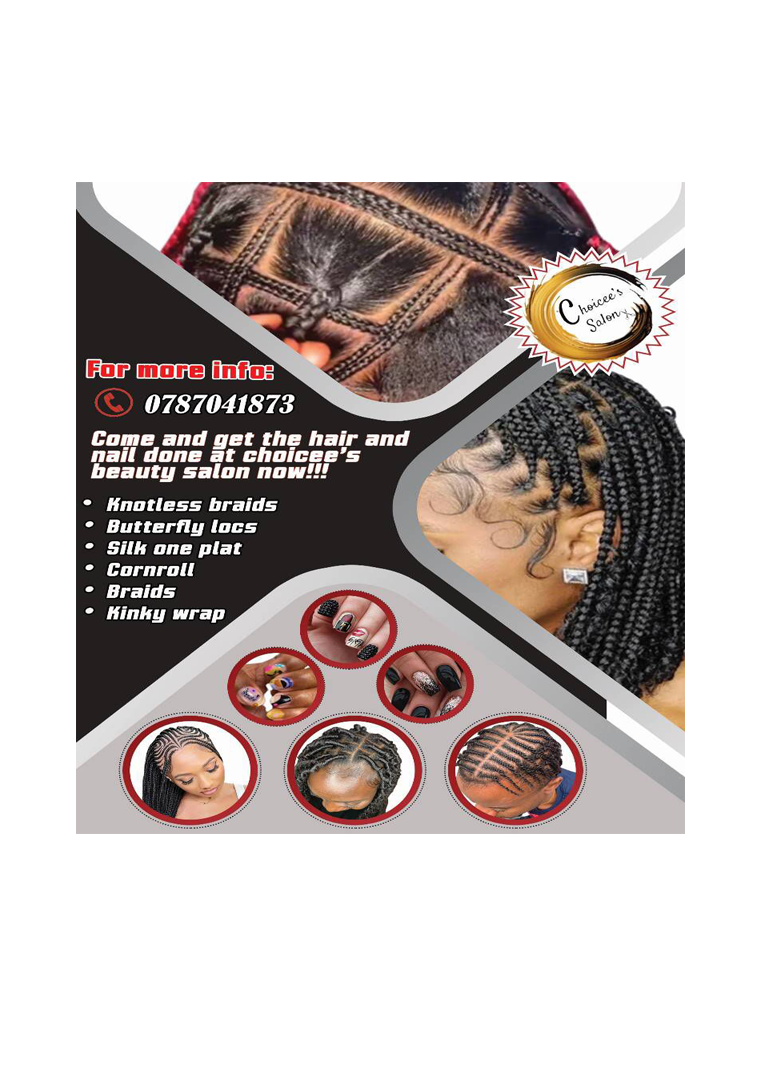 Choicee's
Salon
For more info:
0787041873
Come and get the hair and
nail done at choicee's
beauty salon now!!!
• Knotless braids
• Butterfly locs
• Silk one plat
• Cornroll
• Braids
• Kinky wrap